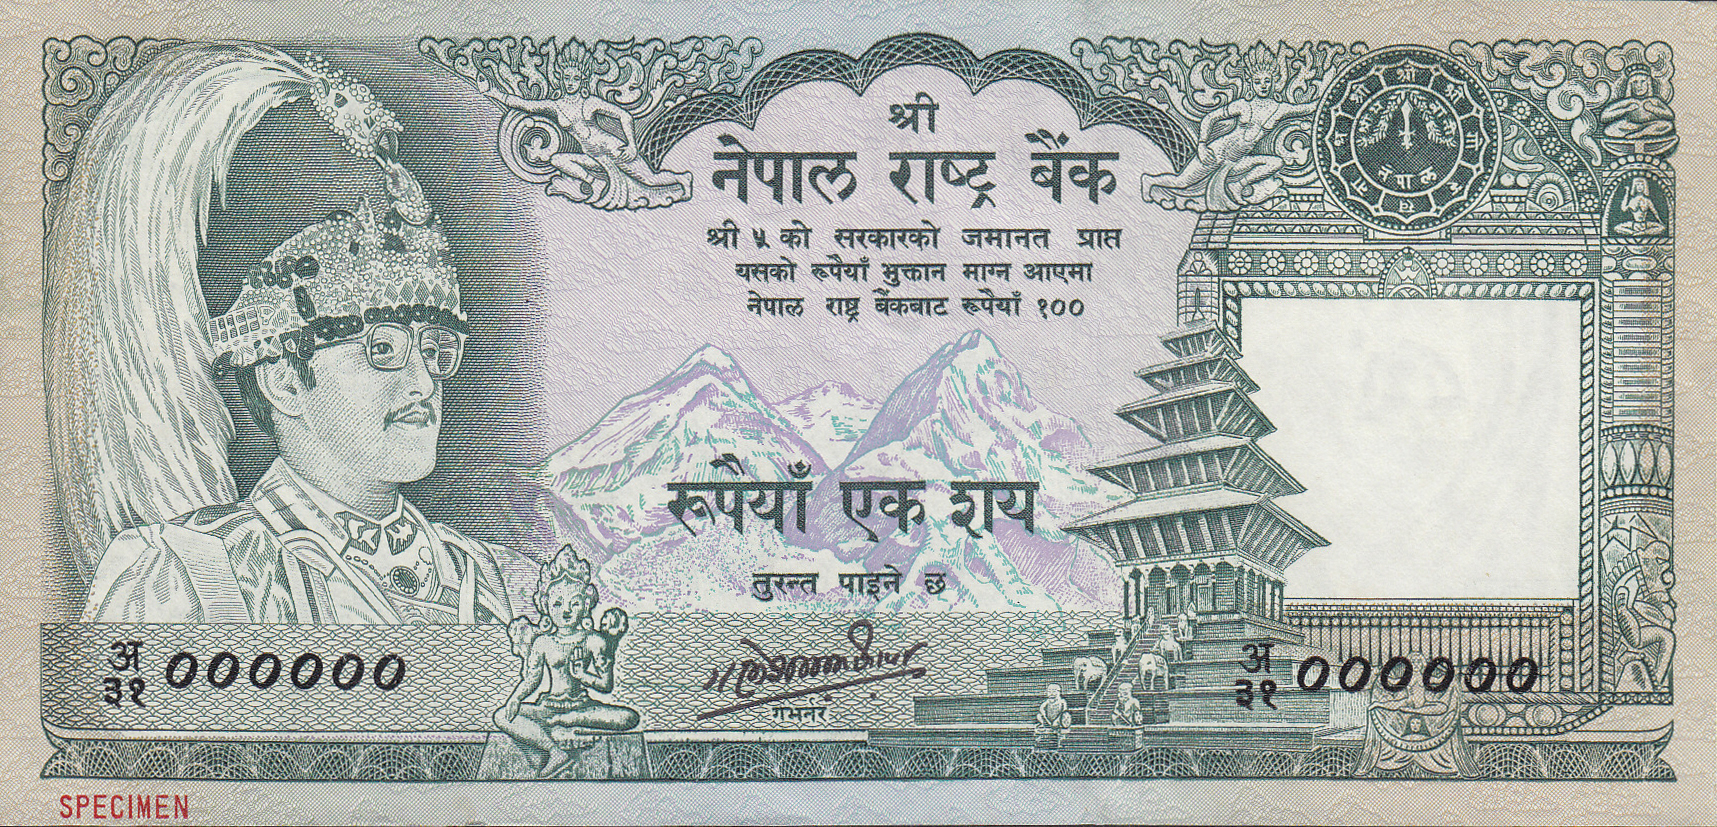 श्री
नेपाल राष्ट्र बैंक
श्री ५ को सरकारको जमानत प्राप्त
यसको रूपैयाँ भुक्तान माग्न आएमा
नेपाल राष्ट्र बैंकबाट रूपैयाँ १००
रूपैयाँ एक शय
तुरन्त पाइने छ
गभर्नर
अ
३१ 000000
अ
३१ 000000
SPECIMEN